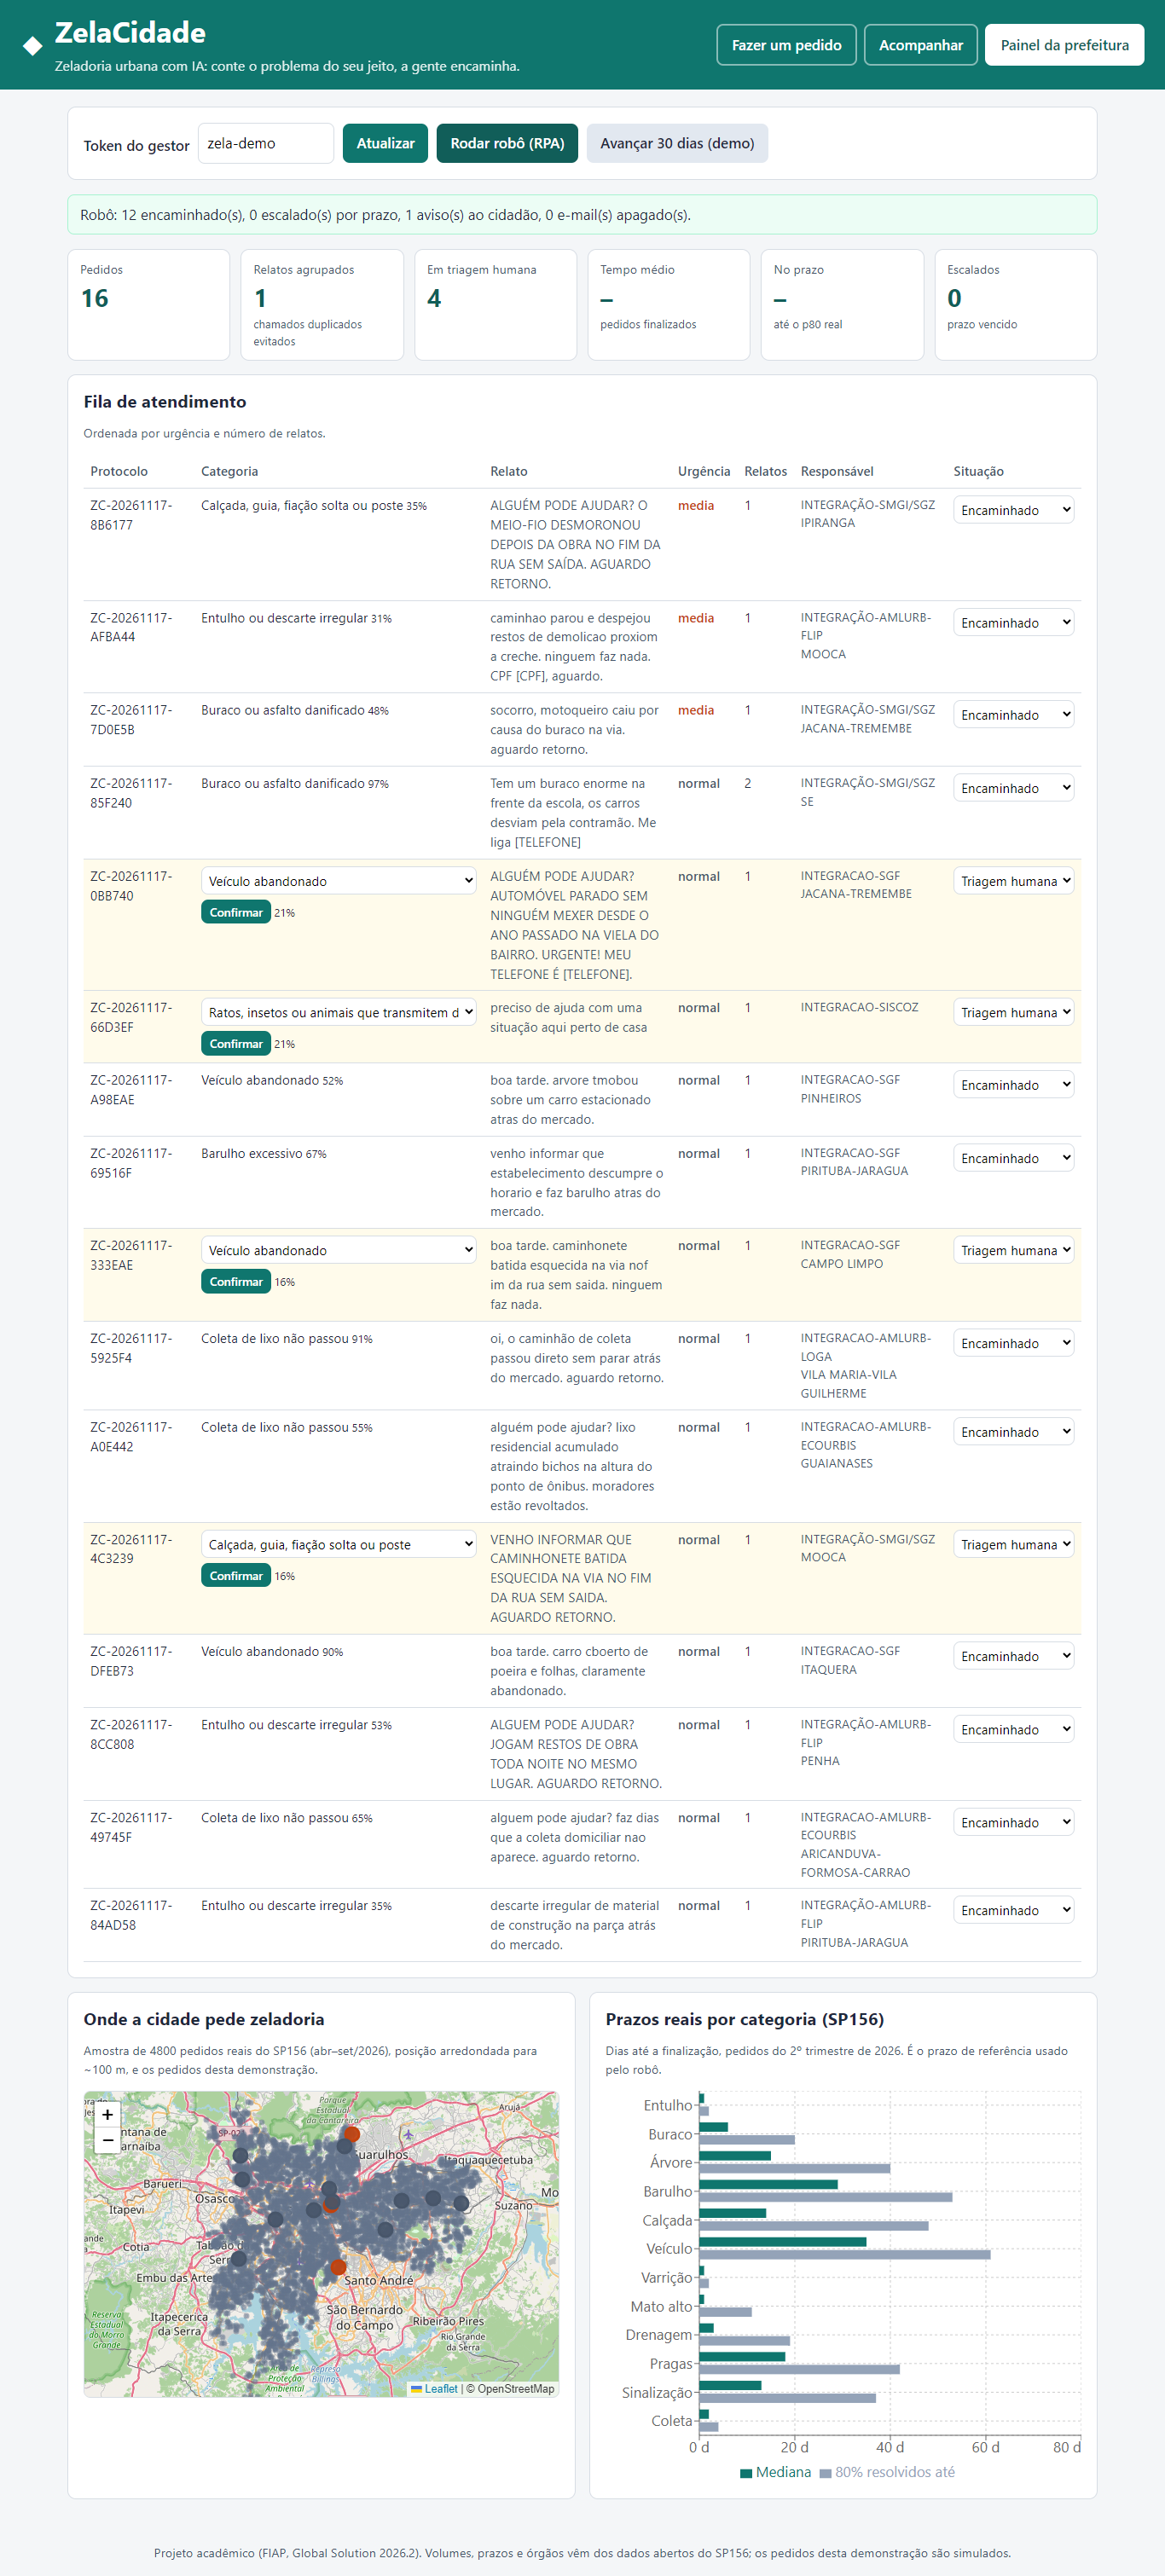 ZelaCidade
Zeladoria urbana com IA: conte o problema do seu jeito, a gente encaminha.
Fazer um pedido
Acompanhar
Painel da prefeitura
Token do gestor
zela-demo
Atualizar
Rodar robô (RPA)
Avançar 30 dias (demo)
Robô: 12 encaminhado(s), 0 escalado(s) por prazo, 1 aviso(s) ao cidadão, 0 e-mail(s) apagado(s).
Pedidos
16
Relatos agrupados
1
chamados duplicados
evitados
Em triagem humana
4
Tempo médio
–
pedidos finalizados
No prazo
–
até o p80 real
Escalados
0
prazo vencido
Fila de atendimento
Ordenada por urgência e número de relatos.
Protocolo
Categoria
Relato
Urgência
Relatos
Responsável
Situação
ZC-20261117-
8B6177
Calçada, guia, fiação solta ou poste 35%
ALGUÉM PODE AJUDAR? O
MEIO-FIO DESMORONOU
DEPOIS DA OBRA NO FIM DA
RUA SEM SAÍDA. AGUARDO
RETORNO.
media
1
INTEGRAÇÃO-SMGI/SGZ
IPIRANGA
Encaminhado
ZC-20261117-
AFBA44
Entulho ou descarte irregular 31%
caminhao parou e despejou
restos de demolicao proxiom
a creche. ninguem faz nada.
CPF [CPF], aguardo.
media
1
INTEGRAÇÃO-AMLURB-
FLIP
MOOCA
Encaminhado
ZC-20261117-
7D0E5B
Buraco ou asfalto danificado 48%
socorro, motoqueiro caiu por
causa do buraco na via.
aguardo retorno.
media
1
INTEGRAÇÃO-SMGI/SGZ
JACANA-TREMEMBE
Encaminhado
ZC-20261117-
85F240
Buraco ou asfalto danificado 97%
Tem um buraco enorme na
frente da escola, os carros
desviam pela contramão. Me
liga [TELEFONE]
normal
2
INTEGRAÇÃO-SMGI/SGZ
SE
Encaminhado
ZC-20261117-
0BB740
Veículo abandonado
Confirmar 21%
ALGUÉM PODE AJUDAR?
AUTOMÓVEL PARADO SEM
NINGUÉM MEXER DESDE O
ANO PASSADO NA VIELA DO
BAIRRO. URGENTE! MEU
TELEFONE É [TELEFONE].
normal
1
INTEGRACAO-SGF
JACANA-TREMEMBE
Triagem humana
ZC-20261117-
66D3EF
Ratos, insetos ou animais que transmitem d
Confirmar 21%
preciso de ajuda com uma
situação aqui perto de casa
normal
1
INTEGRACAO-SISCOZ
Triagem humana
ZC-20261117-
A98EAE
Veículo abandonado 52%
boa tarde. arvore tmobou
sobre um carro estacionado
atras do mercado.
normal
1
INTEGRACAO-SGF
PINHEIROS
Encaminhado
ZC-20261117-
69516F
Barulho excessivo 67%
venho informar que
estabelecimento descumpre o
horario e faz barulho atras do
mercado.
normal
1
INTEGRACAO-SGF
PIRITUBA-JARAGUA
Encaminhado
ZC-20261117-
333EAE
Veículo abandonado
Confirmar 16%
boa tarde. caminhonete
batida esquecida na via nof
im da rua sem saida. ninguem
faz nada.
normal
1
INTEGRACAO-SGF
CAMPO LIMPO
Triagem humana
ZC-20261117-
5925F4
Coleta de lixo não passou 91%
oi, o caminhão de coleta
passou direto sem parar atrás
do mercado. aguardo retorno.
normal
1
INTEGRACAO-AMLURB-
LOGA
VILA MARIA-VILA
GUILHERME
Encaminhado
ZC-20261117-
A0E442
Coleta de lixo não passou 55%
alguém pode ajudar? lixo
residencial acumulado
atraindo bichos na altura do
ponto de ônibus. moradores
estão revoltados.
normal
1
INTEGRACAO-AMLURB-
ECOURBIS
GUAIANASES
Encaminhado
ZC-20261117-
4C3239
Calçada, guia, fiação solta ou poste
Confirmar 16%
VENHO INFORMAR QUE
CAMINHONETE BATIDA
ESQUECIDA NA VIA NO FIM
DA RUA SEM SAIDA.
AGUARDO RETORNO.
normal
1
INTEGRAÇÃO-SMGI/SGZ
MOOCA
Triagem humana
ZC-20261117-
DFEB73
Veículo abandonado 90%
boa tarde. carro cboerto de
poeira e folhas, claramente
abandonado.
normal
1
INTEGRACAO-SGF
ITAQUERA
Encaminhado
ZC-20261117-
8CC808
Entulho ou descarte irregular 53%
ALGUEM PODE AJUDAR?
JOGAM RESTOS DE OBRA
TODA NOITE NO MESMO
LUGAR. AGUARDO RETORNO.
normal
1
INTEGRAÇÃO-AMLURB-
FLIP
PENHA
Encaminhado
ZC-20261117-
49745F
Coleta de lixo não passou 65%
alguem pode ajudar? faz dias
que a coleta domiciliar nao
aparece. aguardo retorno.
normal
1
INTEGRACAO-AMLURB-
ECOURBIS
ARICANDUVA-
FORMOSA-CARRAO
Encaminhado
ZC-20261117-
84AD58
Entulho ou descarte irregular 35%
descarte irregular de material
de construção na parça atrás
do mercado.
normal
1
INTEGRAÇÃO-AMLURB-
FLIP
PIRITUBA-JARAGUA
Encaminhado
Onde a cidade pede zeladoria
Amostra de 4800 pedidos reais do SP156 (abr–set/2026), posição arredondada para
~100 m, e os pedidos desta demonstração.
+
−
Parque
Estadual
Arujá
uarulhos
Itaquaquecetuba
Barueri
Osasco
Itapevi
Suzano
Mo
Cotia
Embu das Arte
Santo André
São Bernardo
do Campo
Ribeirão Pires
Rio Grande
da Serra
Itapecerica
da Serra
Reserva
Estadual
do Morro
Grande
Proteção
Ambiental
Billing
Leaflet | © OpenStreetMap
Prazos reais por categoria (SP156)
Dias até a finalização, pedidos do 2º trimestre de 2026. É o prazo de referência usado
pelo robô.
Entulho
Buraco
Árvore
Barulho
Calçada
Veículo
Varrição
Mato alto
Drenagem
Pragas
Sinalização
Coleta
0 d
20 d
40 d
60 d
80 d
Mediana
80% resolvidos até
Projeto acadêmico (FIAP, Global Solution 2026.2). Volumes, prazos e órgãos vêm dos dados abertos do SP156; os pedidos desta demonstração são simulados.